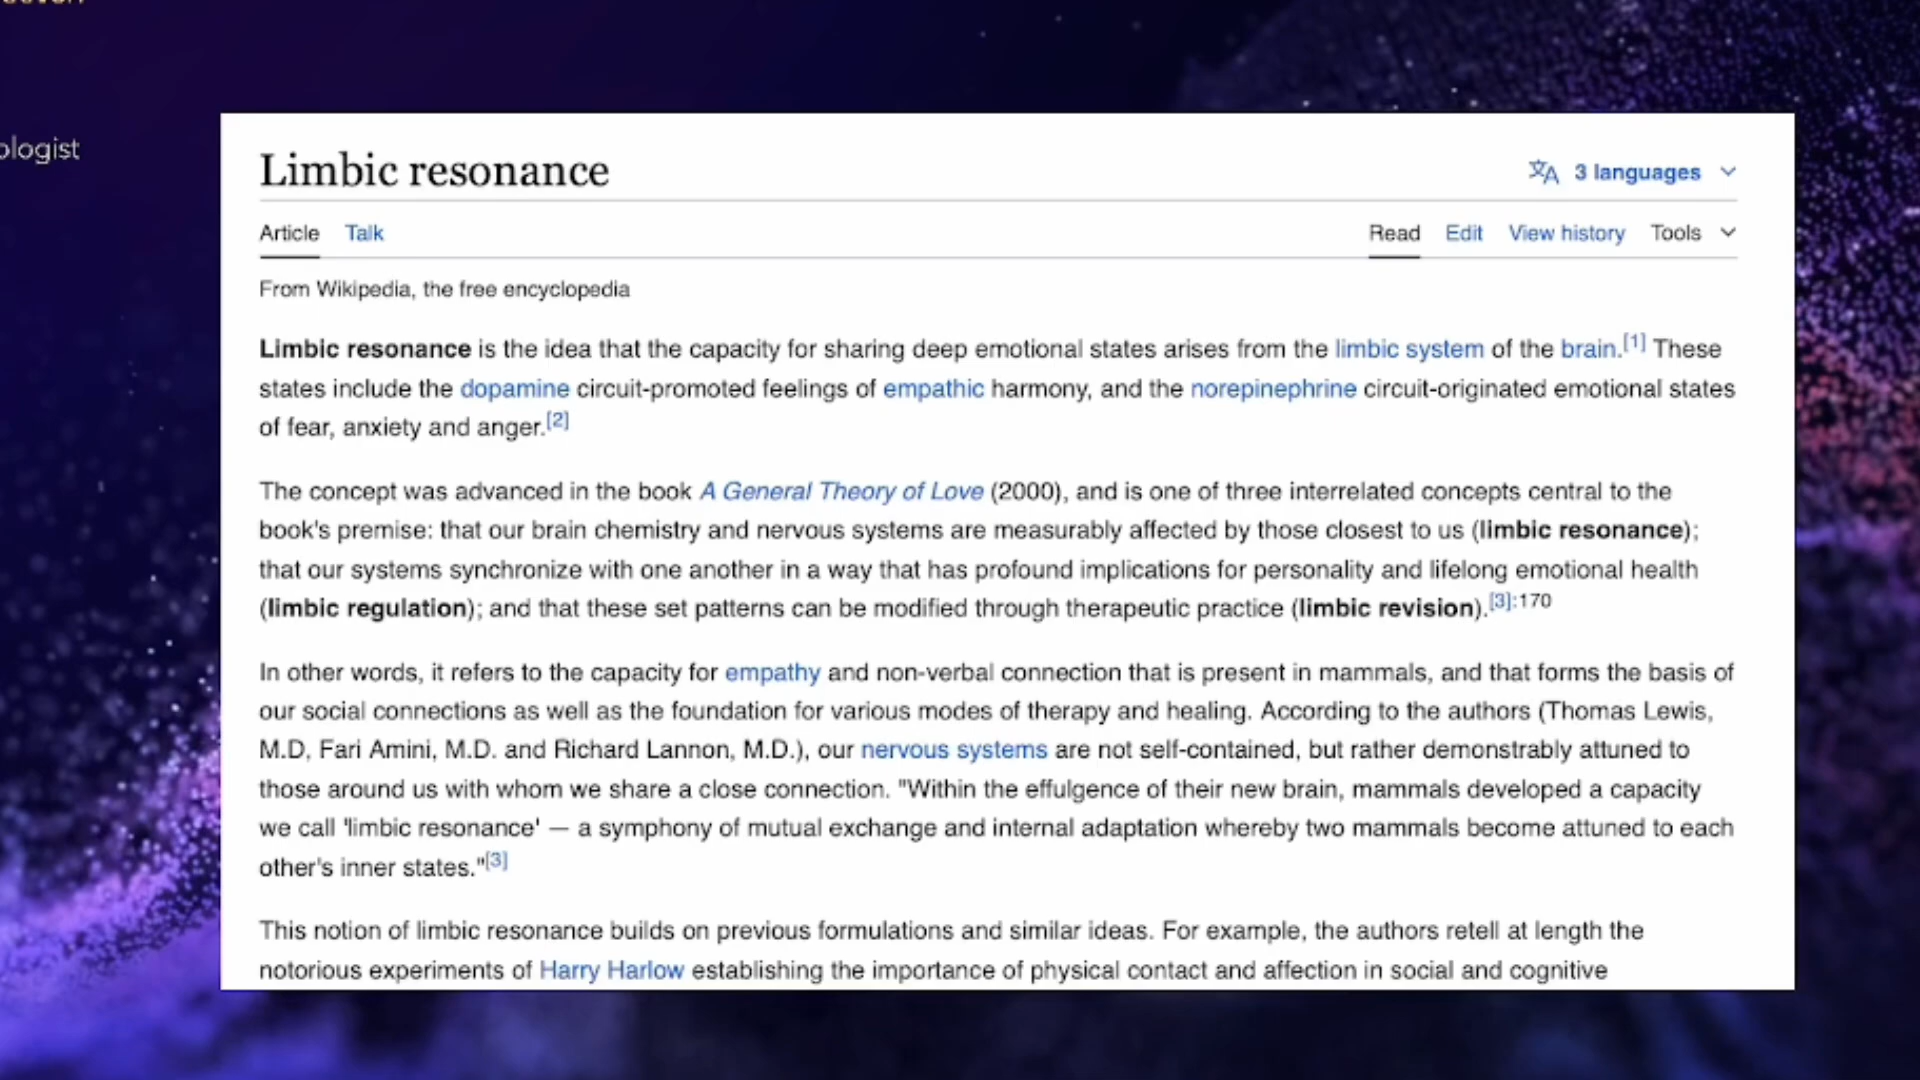 ologist
Limbic resonance
3 languages
Article Talk
Read Edit View history Tools
From Wikipedia, the free encyclopedia
Limbic resonance is the idea that the capacity for sharing deep emotional states arises from the limbic system of the brain.[1] These
states include the dopamine circuit-promoted feelings of empathic harmony, and the norepinephrine circuit-originated emotional states
of fear, anxiety and anger.[2]
The concept was advanced in the book A General Theory of Love (2000), and is one of three interrelated concepts central to the
book's premise: that our brain chemistry and nervous systems are measurably affected by those closest to us (limbic resonance);
that our systems synchronize with one another in a way that has profound implications for personality and lifelong emotional health
(limbic regulation); and that these set patterns can be modified through therapeutic practice (limbic revision).[3]:170
In other words, it refers to the capacity for empathy and non-verbal connection that is present in mammals, and that forms the basis of
our social connections as well as the foundation for various modes of therapy and healing. According to the authors (Thomas Lewis,
M.D, Fari Amini, M.D. and Richard Lannon, M.D.), our nervous systems are not self-contained, but rather demonstrably attuned to
those around us with whom we share a close connection. "Within the effulgence of their new brain, mammals developed a capacity
we call 'limbic resonance' — a symphony of mutual exchange and internal adaptation whereby two mammals become attuned to each
other's inner states."[3]
This notion of limbic resonance builds on previous formulations and similar ideas. For example, the authors retell at length the
notorious experiments of Harry Harlow establishing the importance of physical contact and affection in social and cognitive